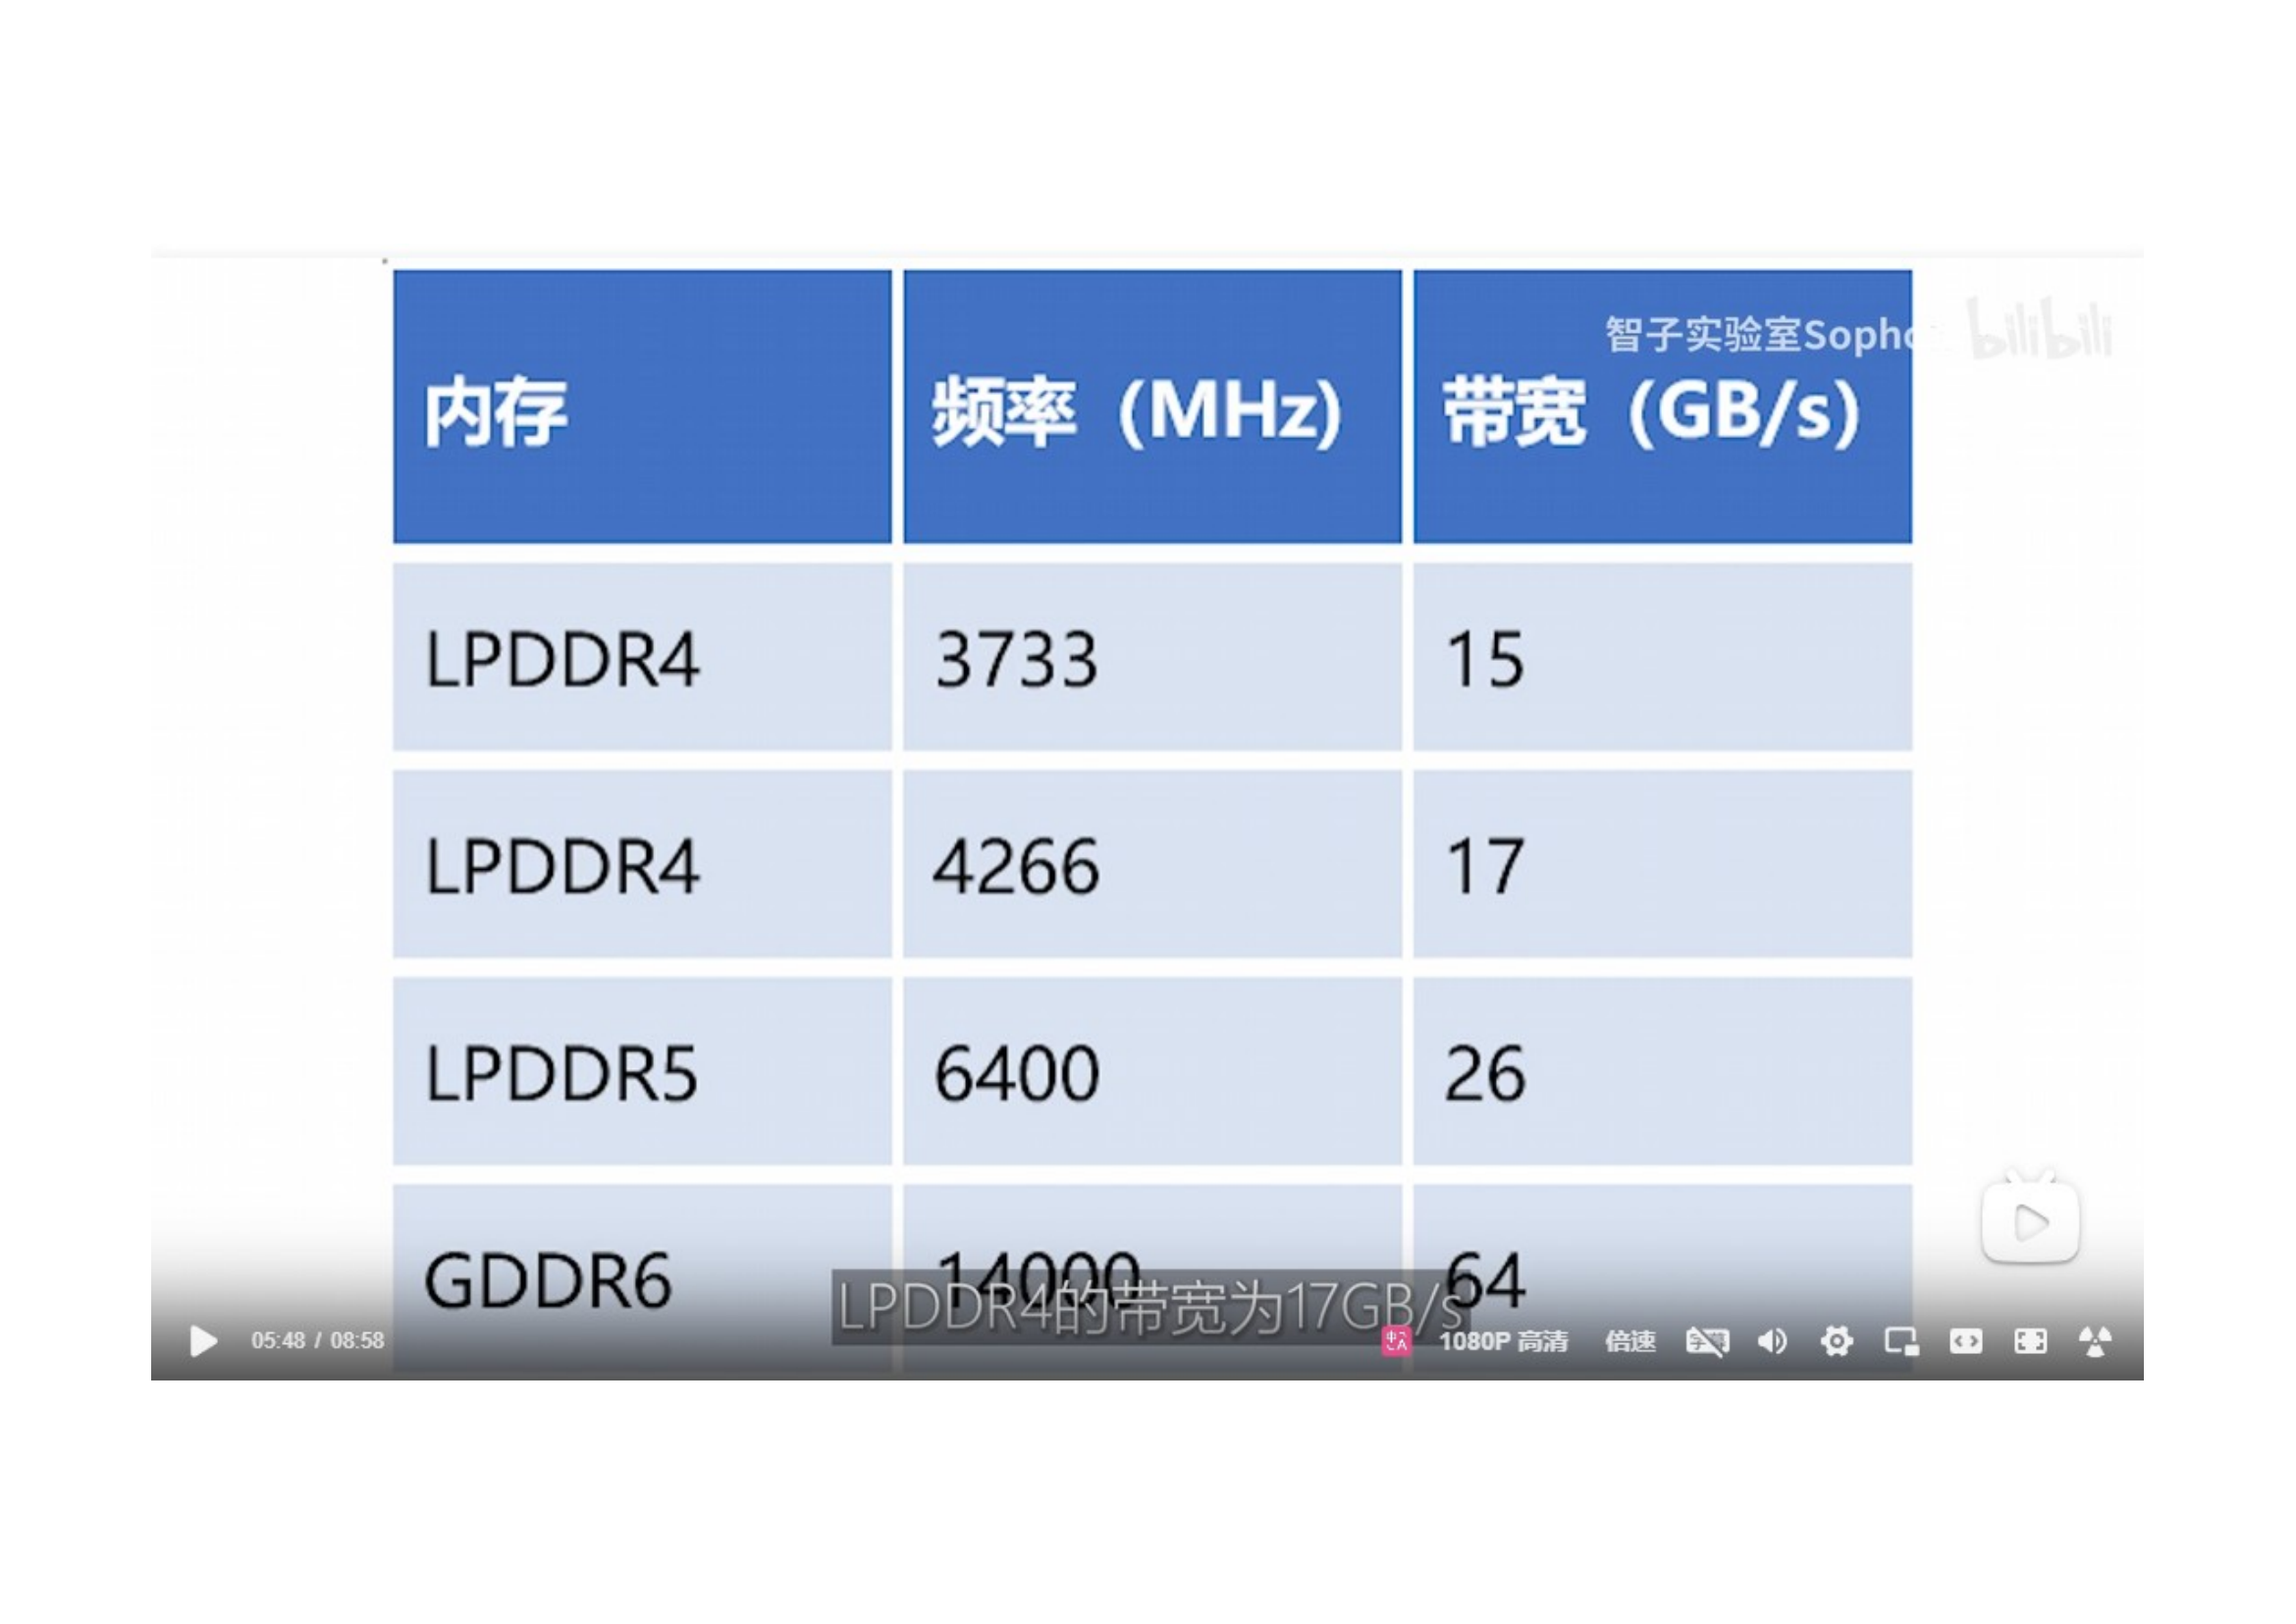 智子实验室Sopho
bilibili
内存 频率（MHz) 带宽（GB/s)
LPDDR4 3733 15
LPDDR4 4266 17
LPDDR5 6400 26
GDDR6 14000 64
LPDDR4的带宽为17GB/s
05:48 / 08:58 1080P 高清 倍速